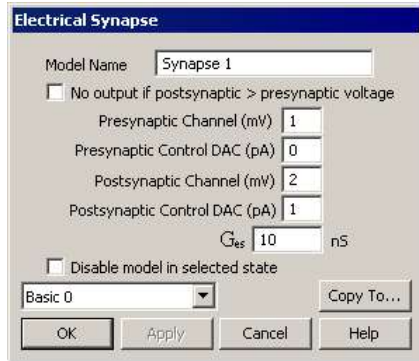 Electrical Synapse
Model Name Synapse 1
No output if postsynaptic > presynaptic voltage
Presynaptic Channel (mV) 1
Presynaptic Control DAC (pA) 0
Postsynaptic Channel (mV) 2
Postsynaptic Control DAC (pA) 1
Ges 10 nS
Disable model in selected state
Basic 0 Copy To...
OK Apply Cancel Help